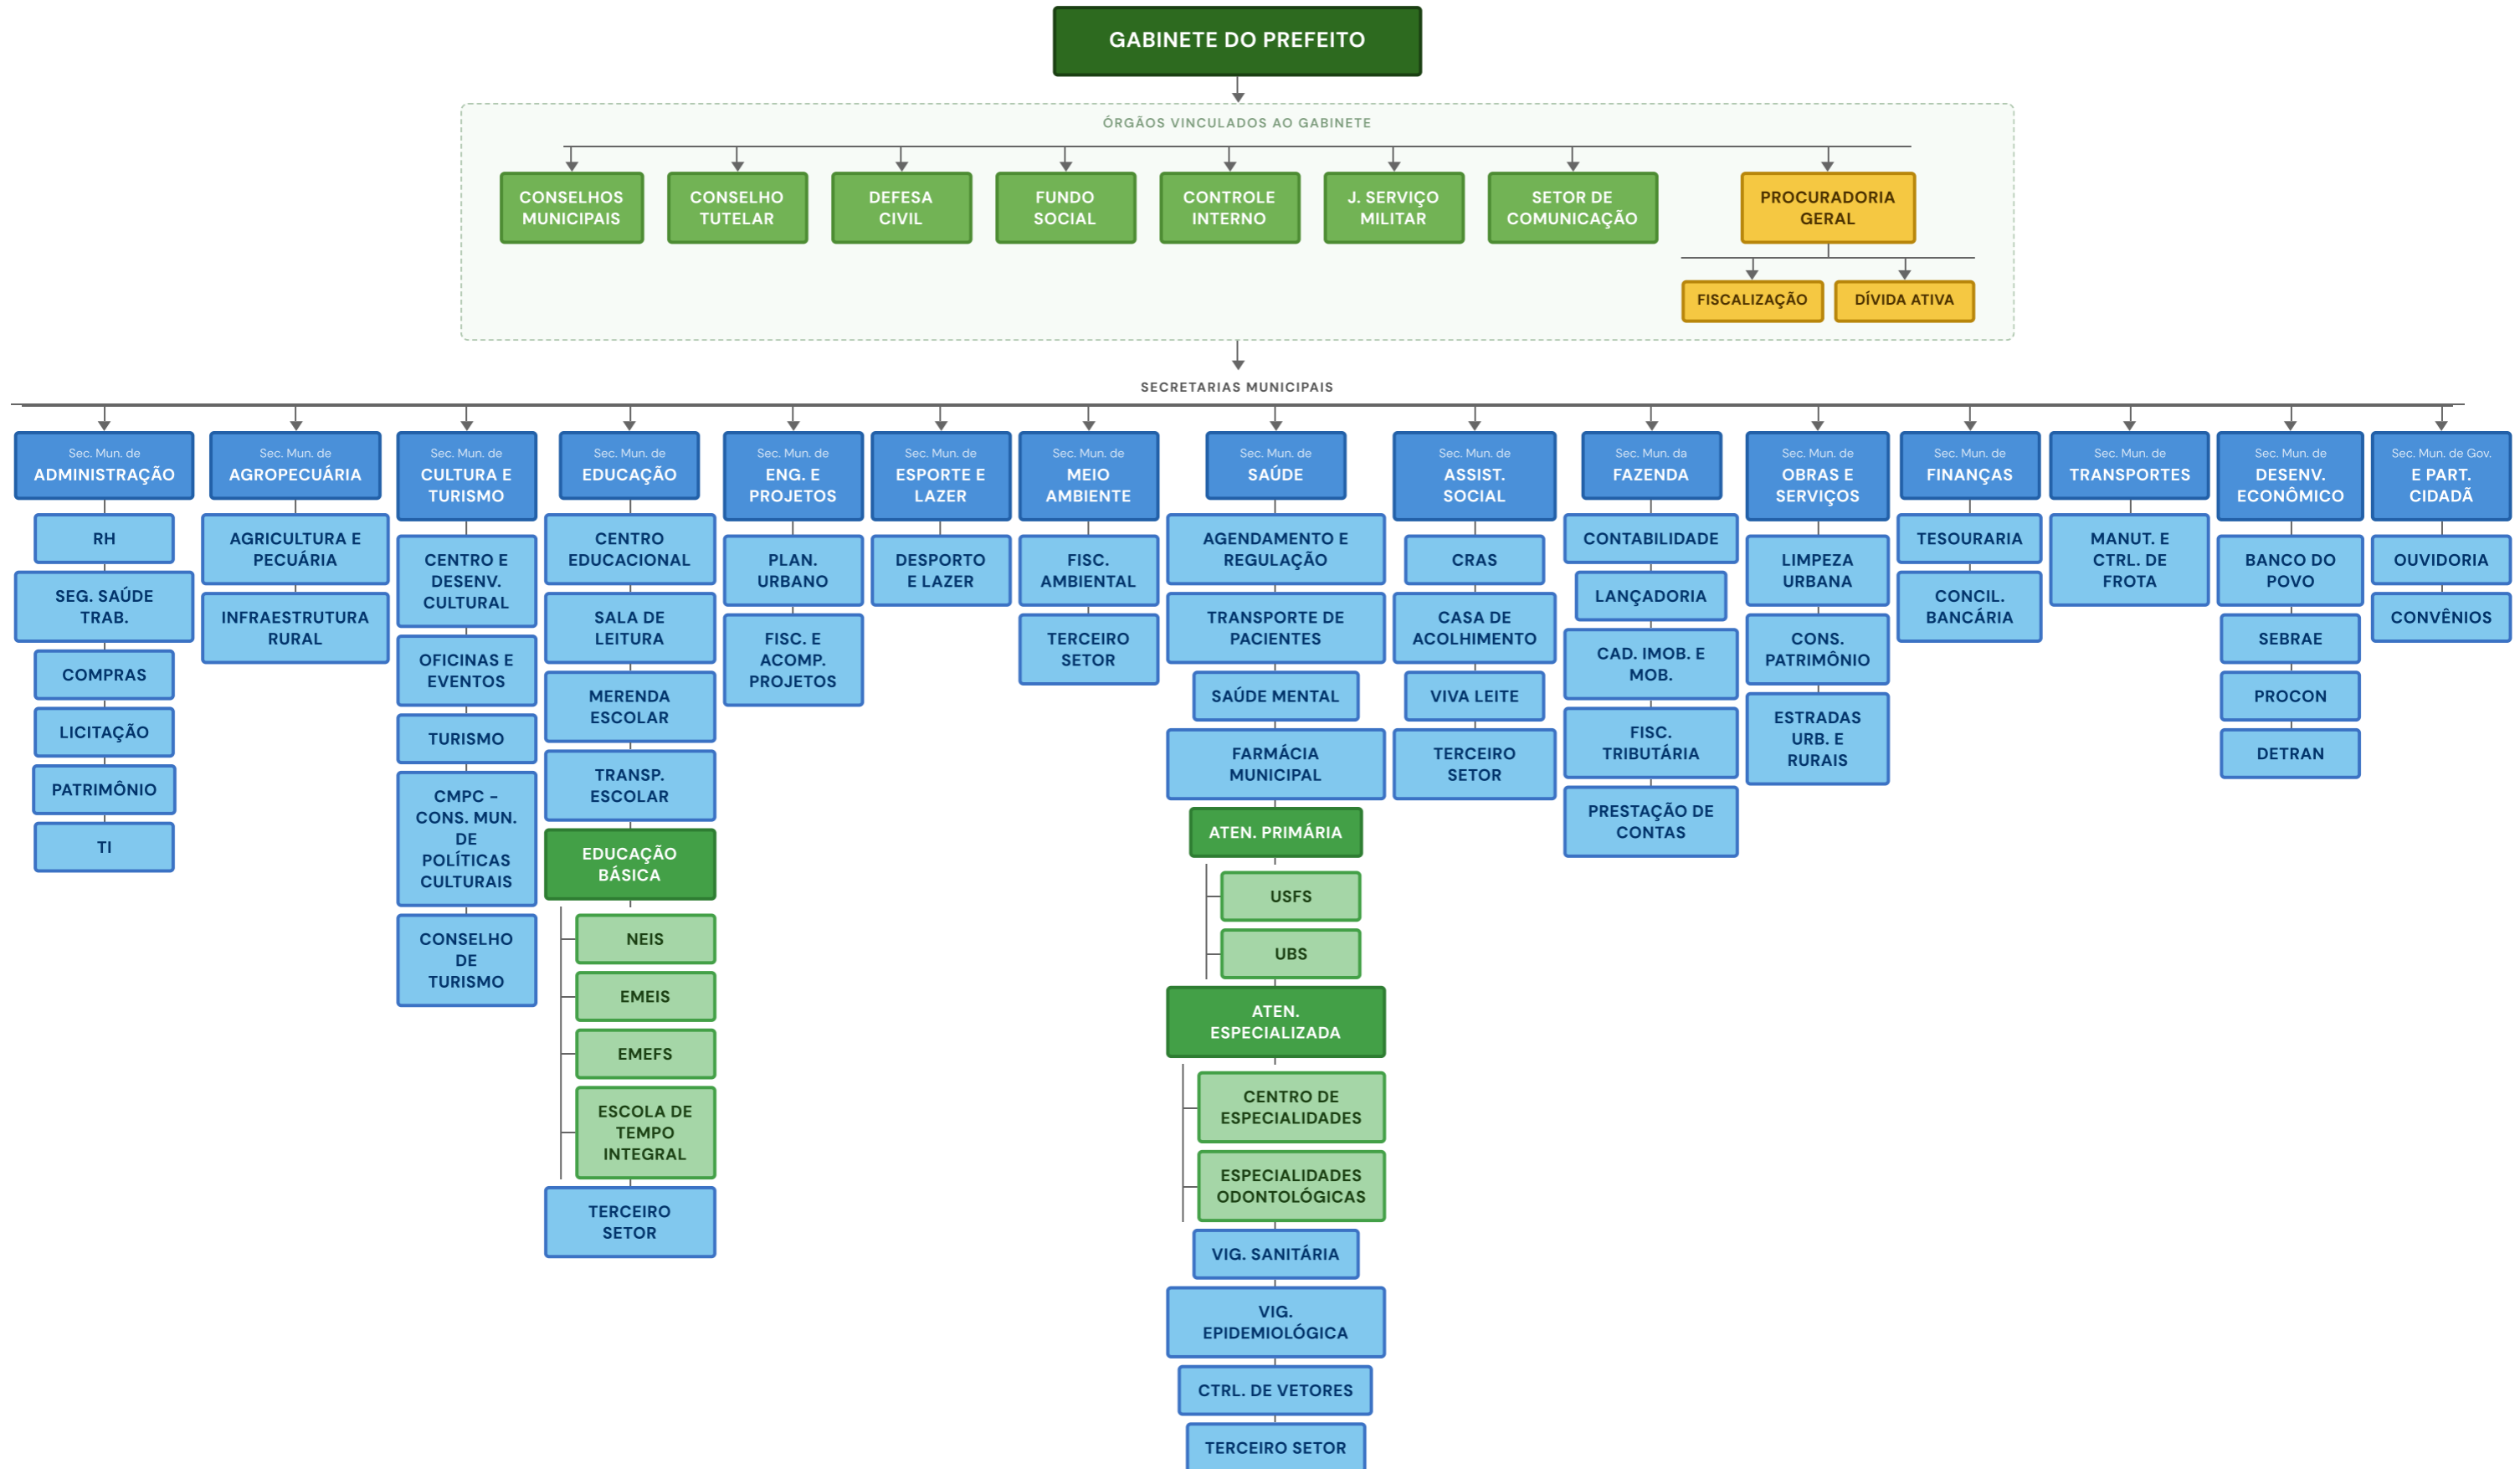 GABINETE DO PREFEITO
ÓRGÃOS VINCULADOS AO GABINETE
CONSELHOS
MUNICIPAIS
CONSELHO
TUTELAR
DEFESA
CIVIL
FUNDO
SOCIAL
CONTROLE
INTERNO
J. SERVIÇO
MILITAR
SETOR DE
COMUNICAÇÃO
PROCURADORIA
GERAL
FISCALIZAÇÃO
DÍVIDA ATIVA
SECRETARIAS MUNICIPAIS
Sec. Mun. de
ADMINISTRAÇÃO
RH
SEG. SAÚDE
TRAB.
COMPRAS
LICITAÇÃO
PATRIMÔNIO
TI
Sec. Mun. de
AGROPECUÁRIA
AGRICULTURA E
PECUÁRIA
INFRAESTRUTURA
RURAL
Sec. Mun. de
CULTURA E
TURISMO
CENTRO E
DESENV.
CULTURAL
OFICINAS E
EVENTOS
TURISMO
CMPC -
CONS. MUN.
DE
POLÍTICAS
CULTURAIS
CONSELHO
DE
TURISMO
Sec. Mun. de
EDUCAÇÃO
CENTRO
EDUCACIONAL
SALA DE
LEITURA
MERENDA
ESCOLAR
TRANSP.
ESCOLAR
EDUCAÇÃO
BÁSICA
NEIS
EMEIS
EMEFS
ESCOLA DE
TEMPO
INTEGRAL
TERCEIRO
SETOR
Sec. Mun. de
ENG. E
PROJETOS
PLAN.
URBANO
FISC. E
ACOMP.
PROJETOS
Sec. Mun. de
ESPORTE E
LAZER
DESPORTO
E LAZER
Sec. Mun. de
MEIO
AMBIENTE
FISC.
AMBIENTAL
TERCEIRO
SETOR
Sec. Mun. de
SAÚDE
AGENDAMENTO E
REGULAÇÃO
TRANSPORTE DE
PACIENTES
SAÚDE MENTAL
FARMÁCIA
MUNICIPAL
ATEN. PRIMÁRIA
USFS
UBS
ATEN.
ESPECIALIZADA
CENTRO DE
ESPECIALIDADES
ESPECIALIDADES
ODONTOLÓGICAS
VIG. SANITÁRIA
VIG.
EPIDEMIOLÓGICA
CTRL. DE VETORES
TERCEIRO SETOR
Sec. Mun. de
ASSIST.
SOCIAL
CRAS
CASA DE
ACOLHIMENTO
VIVA LEITE
TERCEIRO
SETOR
Sec. Mun. da
FAZENDA
CONTABILIDADE
LANÇADORIA
CAD. IMOB. E
MOB.
FISC.
TRIBUTÁRIA
PRESTAÇÃO DE
CONTAS
Sec. Mun. de
OBRAS E
SERVIÇOS
LIMPEZA
URBANA
CONS.
PATRIMÔNIO
ESTRADAS
URB. E
RURAIS
Sec. Mun. de
FINANÇAS
TESOURARIA
CONCIL.
BANCÁRIA
Sec. Mun. de
TRANSPORTES
MANUT. E
CTRL. DE
FROTA
Sec. Mun. de
DESENV.
ECONÔMICO
BANCO DO
POVO
SEBRAE
PROCON
DETRAN
Sec. Mun. de Gov.
E PART.
CIDADÃ
OUVIDORIA
CONVÊNIOS